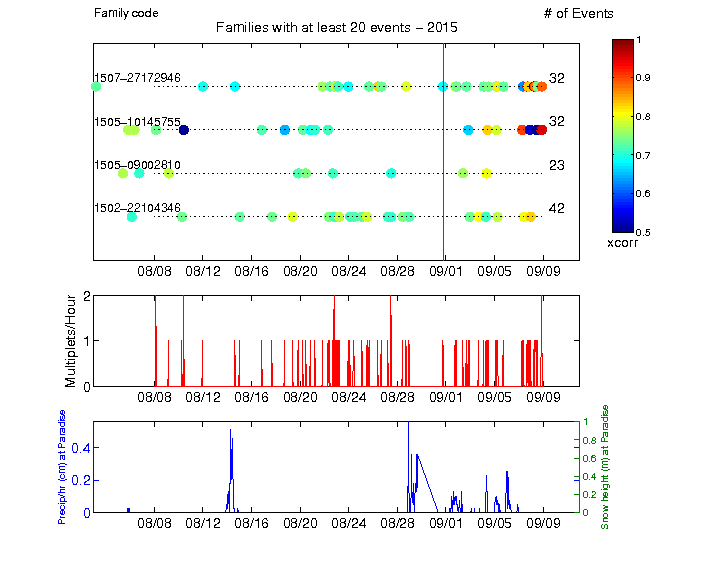 Family code
# of Events
Families with at least 20 events – 2015
1507–27172946
32
1505–10145755
32
1505–09002810
23
1502–22104346
42
08/08 08/12 08/16 08/20 08/24 08/28 09/01 09/05 09/09
1
0.9
0.8
0.7
0.6
0.5
xcorr
Multiplets/Hour
2
1
0
08/08 08/12 08/16 08/20 08/24 08/28 09/01 09/05 09/09
Precip/hr (cm) at Paradise
0.4
0.2
0
1
0.8
0.6
0.4
0.2
0
Snow height (m) at Paradise
08/08 08/12 08/16 08/20 08/24 08/28 09/01 09/05 09/09